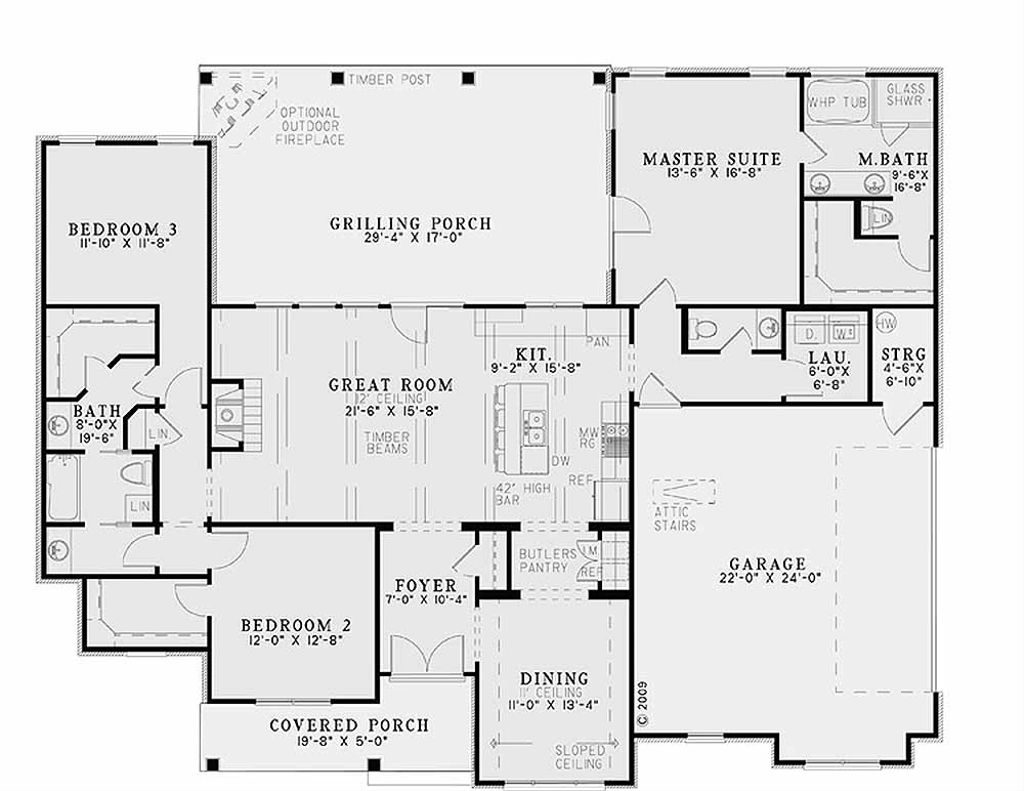 TIMBER POST
OPTIONAL
OUTDOOR
FIREPLACE
GRILLING PORCH
29'-4" X 17'-0"
MASTER SUITE
13'-6" X 16'-8"
WHP TUB
GLASS
SHWR
M.BATH
9'-6"X
16'-8"
LIN
BEDROOM 3
11'-10" X 11'-8"
BATH
8'-0"X
19'-6"
LIN.
LIN
GREAT ROOM
12' CEILING
21'-6" X 15'-8"
TIMBER
BEAMS
KIT.
9'-2" X 15'-8"
PAN
MW
RG
DW
REF
42" HIGH
BAR
D.
W.
LAU.
6'-0"X
6'-8"
HW
STRG
4'-6"X
6'-10"
ATTIC
STAIRS
GARAGE
22'-0" X 24'-0"
BUTLERS
PANTRY
IM
REF
FOYER
7'-0" X 10'-4"
BEDROOM 2
12'-0" X 12'-8"
DINING
11' CEILING
11'-0" X 13'-4"
SLOPED
CEILING
COVERED PORCH
19'-8" X 5'-0"
© 2009